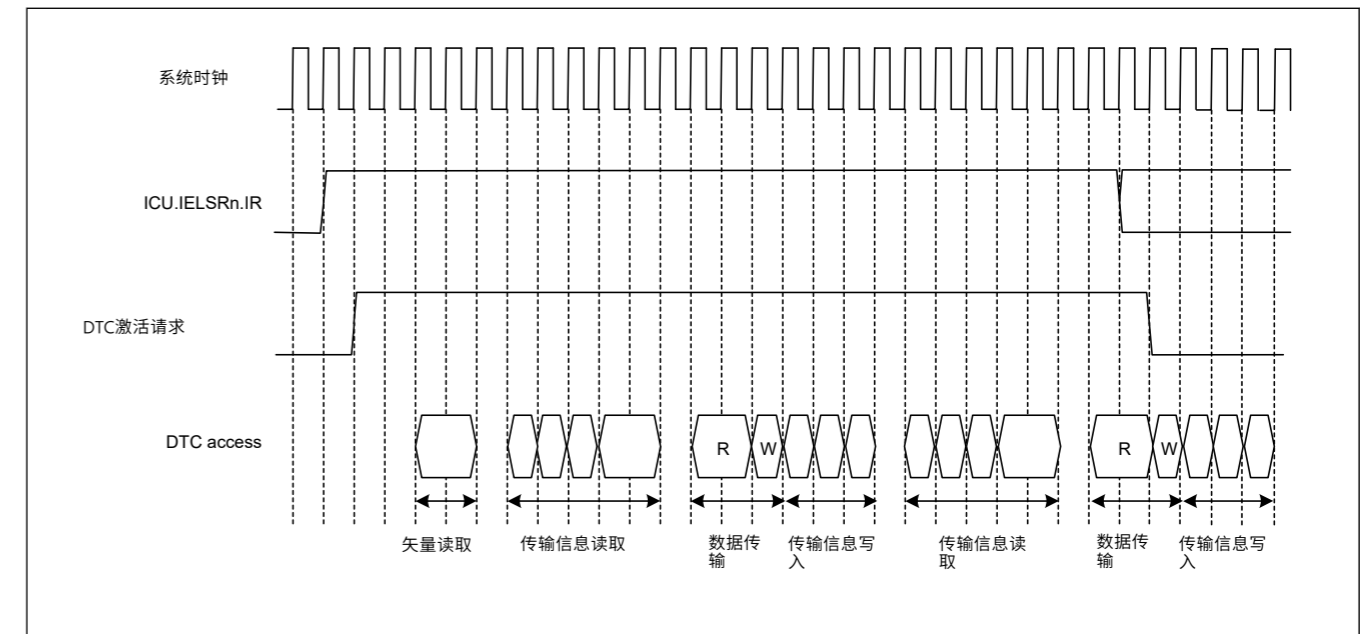 系统时钟
ICU.IELSRn.IR
DTC激活请求
DTC access
R
W
R
W
矢量读取
传输信息读取
数据传
输
传输信息写
入
传输信息读
取
数据传
输
传输信息写
入